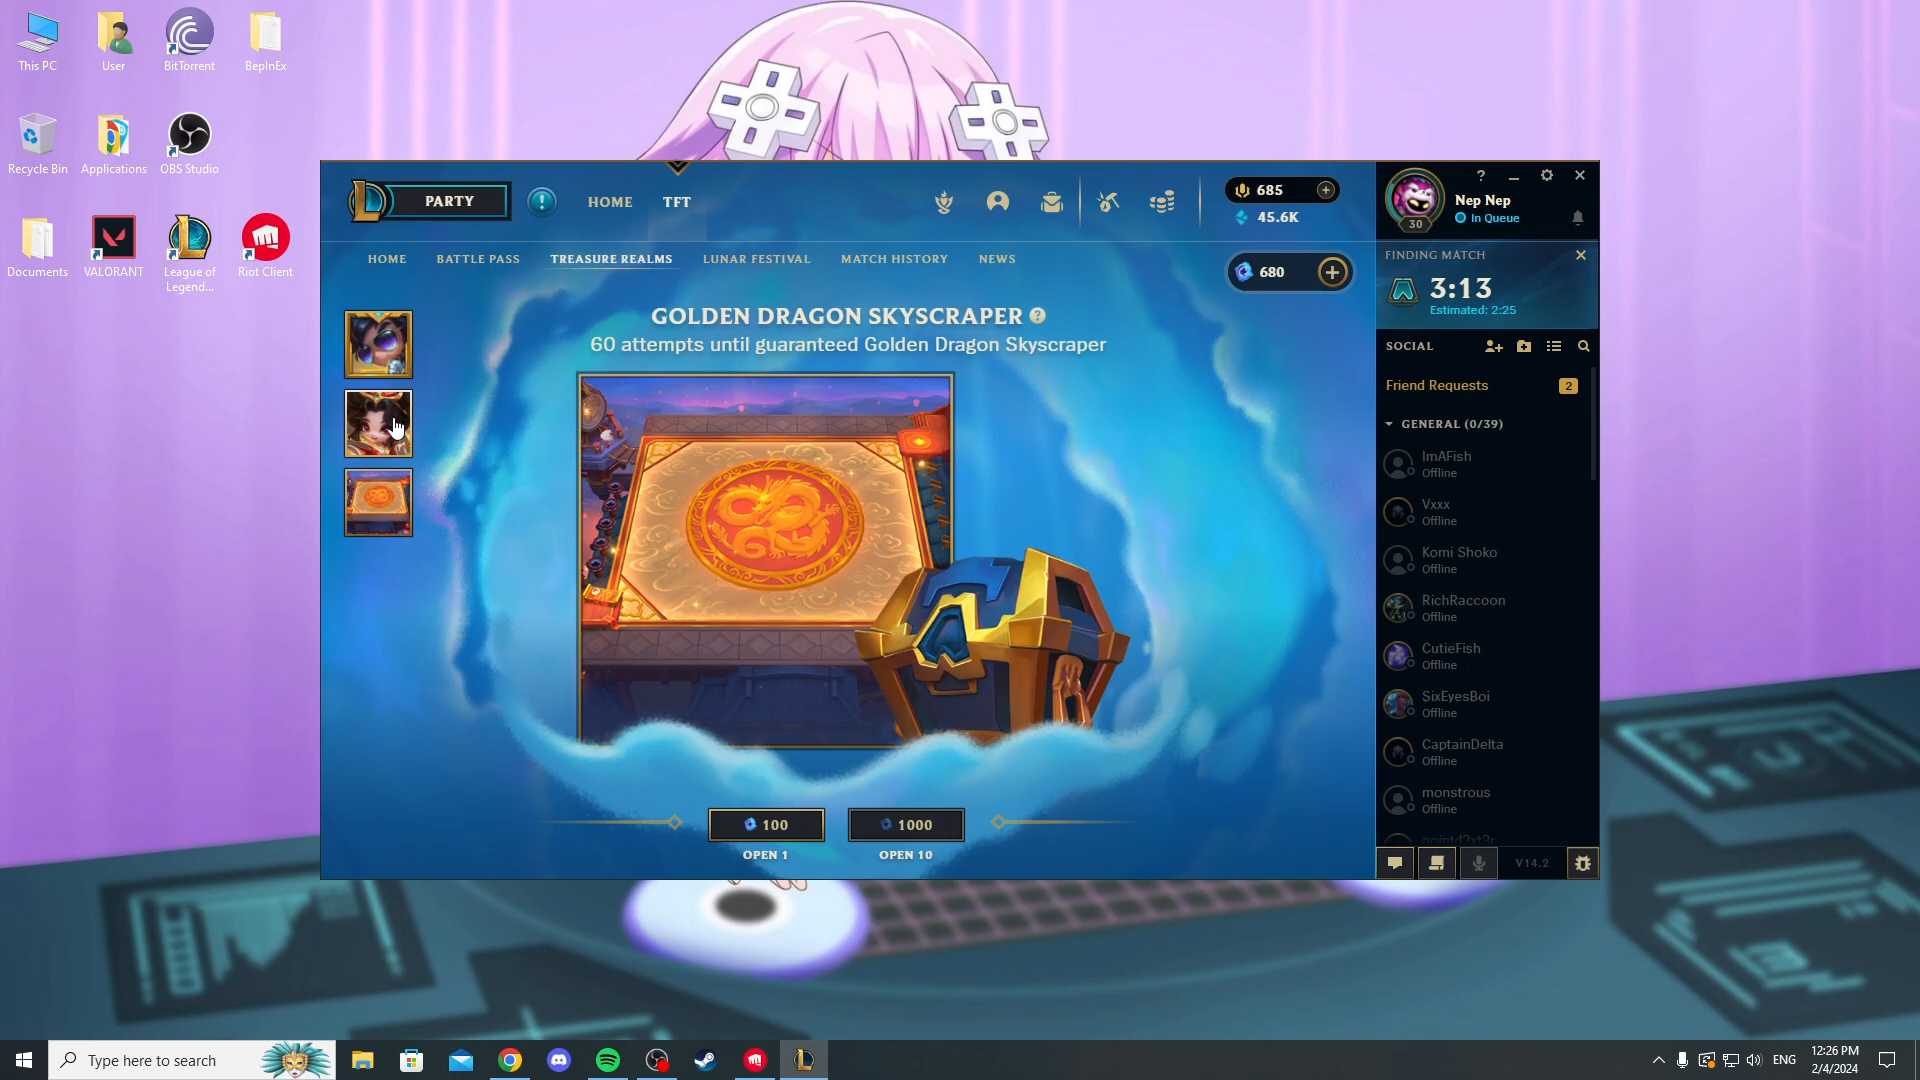 This PC
User
BitTorrent
BepInEx
Recycle Bin
Applications
OBS Studio
Documents
VALORANT
League of
Legend...
Riot Client
PARTY
HOME
TFT
685
45.6K
HOME
BATTLE PASS
TREASURE REALMS
LUNAR FESTIVAL
MATCH HISTORY
NEWS
680
GOLDEN DRAGON SKYSCRAPER ?
60 attempts until guaranteed Golden Dragon Skyscraper
100
1000
OPEN 1
OPEN 10
?
30
Nep Nep
In Queue
FINDING MATCH
3:13
Estimated: 2:25
SOCIAL
Friend Requests
2
GENERAL (0/39)
ImAFish
Offline
Vxxx
Offline
Komi Shoko
Offline
RichRaccoon
Offline
CutieFish
Offline
SixEyesBoi
Offline
CaptainDelta
Offline
monstrous
Offline
V14.2
Type here to search
ENG
12:26 PM
2/4/2024